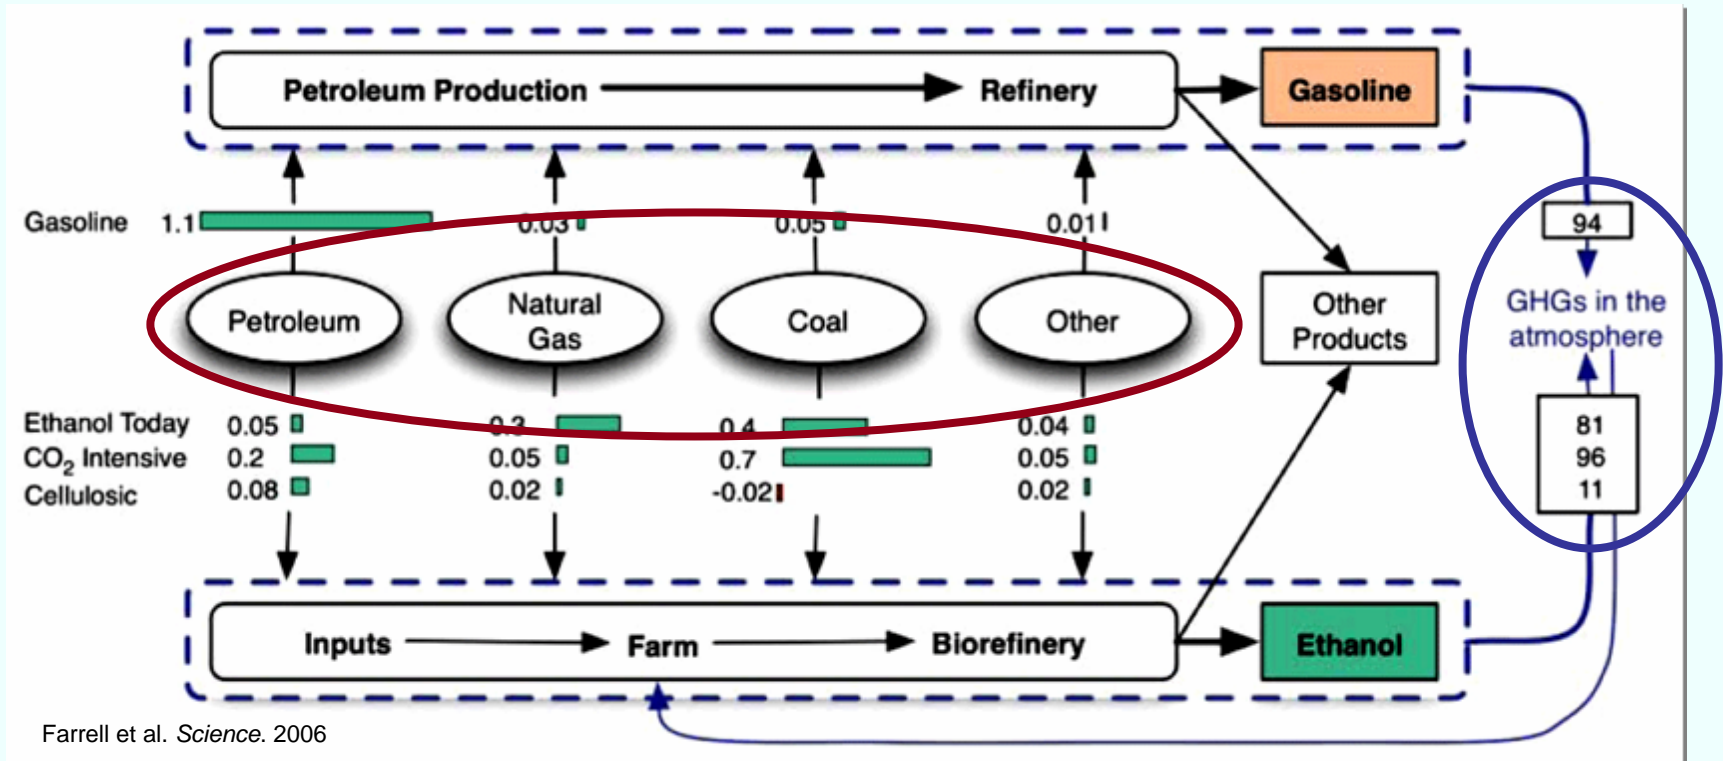 Petroleum Production
Refinery
Gasoline
Gasoline 1.1 0.03 0.05 0.01
94
Petroleum
Natural
Gas
Coal
Other
Other
Products
GHGs in the
atmosphere
Ethanol Today 0.05 0.3 0.4 0.04 81
CO₂ Intensive 0.2 0.05 0.7 0.05 96
Cellulosic 0.08 0.02 -0.02 0.02 11
Inputs
Farm
Biorefinery
Ethanol
Farrell et al. Science. 2006